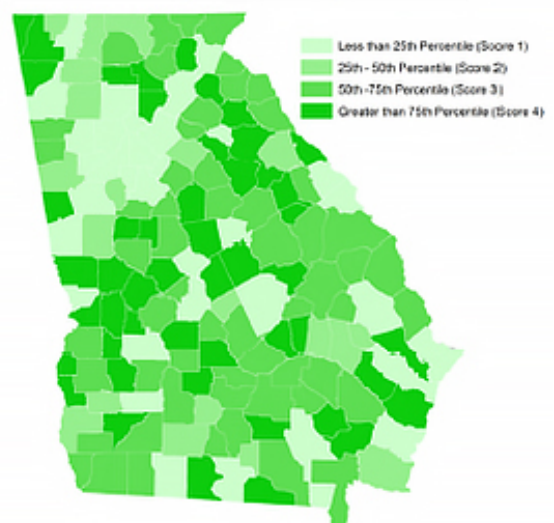 Less than 25th Percentile (Score 1)
25th - 50th Percentile (Score 2)
50th -75th Percentile (Score 3)
Greater than 75th Percentile (Score 4)